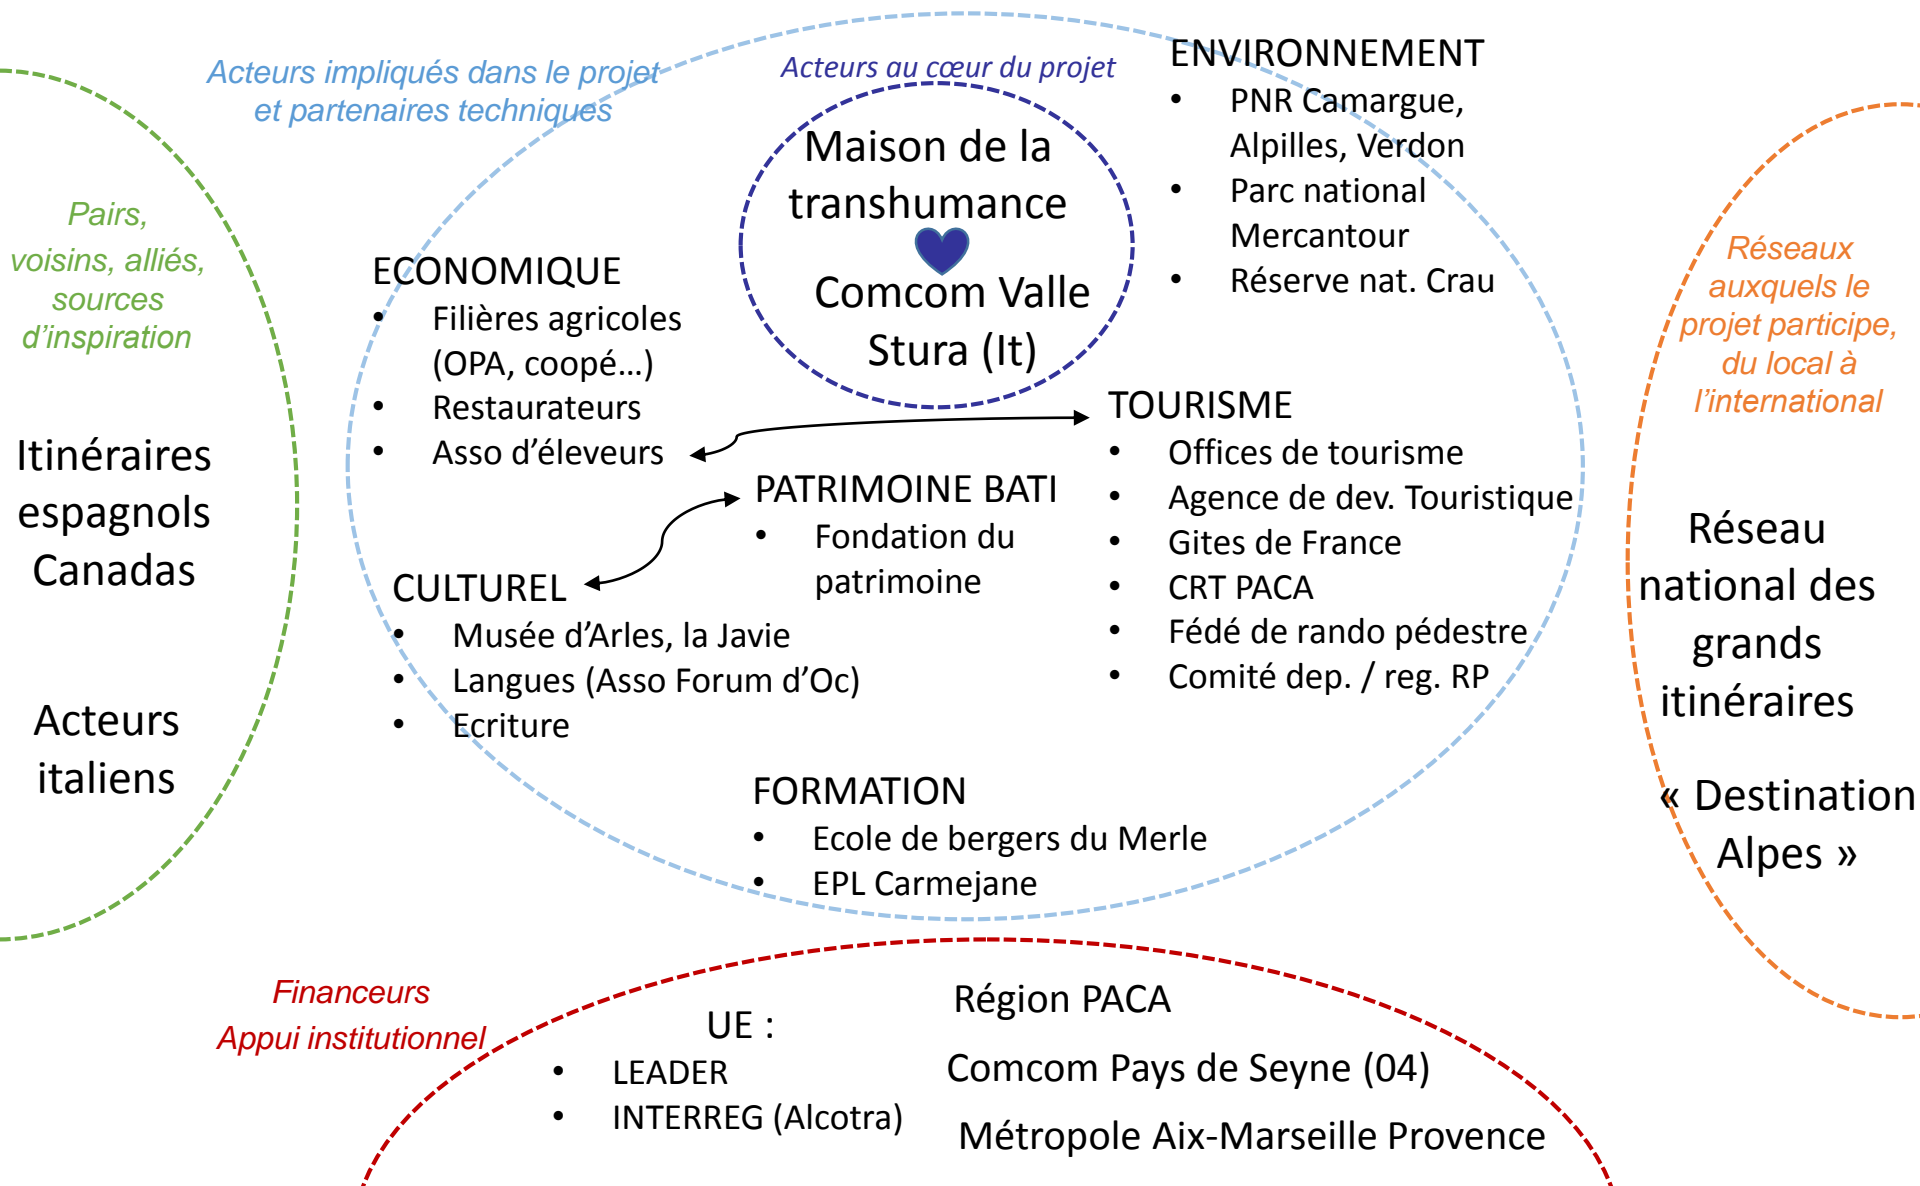 Acteurs impliqués dans le projet
et partenaires techniques
Acteurs au cœur du projet
Maison de la
transhumance
Comcom Valle
Stura (It)
ENVIRONNEMENT
• PNR Camargue,
Alpilles, Verdon
• Parc national
Mercantour
• Réserve nat. Crau
Pairs,
voisins, alliés,
sources
d’inspiration
Itinéraires
espagnols
Canadas
Acteurs
italiens
ECONOMIQUE
• Filières agricoles
(OPA, coopé…)
• Restaurateurs
• Asso d’éleveurs
PATRIMOINE BATI
• Fondation du
patrimoine
TOURISME
• Offices de tourisme
• Agence de dev. Touristique
• Gites de France
• CRT PACA
• Fédé de rando pédestre
• Comité dep. / reg. RP
CULTUREL
• Musée d’Arles, la Javie
• Langues (Asso Forum d’Oc)
• Ecriture
FORMATION
• Ecole de bergers du Merle
• EPL Carmejane
Réseaux
auxquels le
projet participe,
du local à
l’international
Réseau
national des
grands
itinéraires
« Destination
Alpes »
Financeurs
Appui institutionnel
UE :
• LEADER
• INTERREG (Alcotra)
Région PACA
Comcom Pays de Seyne (04)
Métropole Aix-Marseille Provence